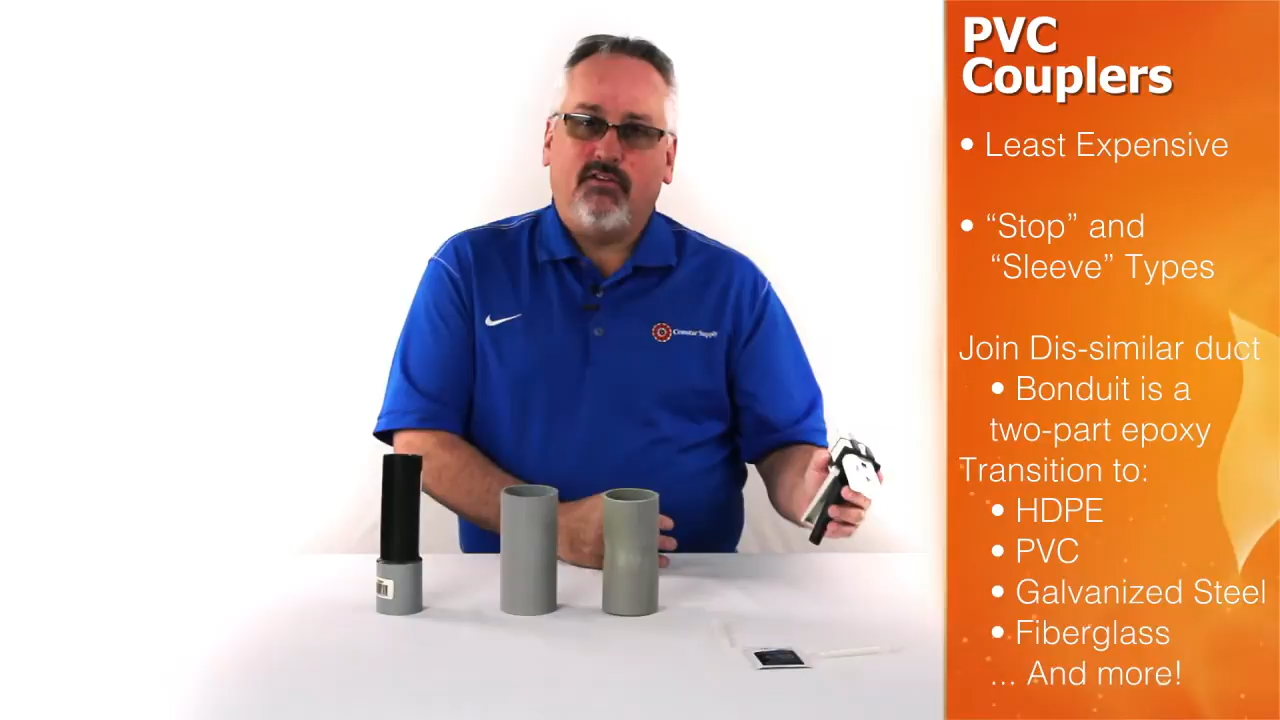 PVC
Couplers
• Least Expensive
• “Stop” and
“Sleeve” Types
Join Dis-similar duct
• Bonduit is a
two-part epoxy
Transition to:
• HDPE
• PVC
• Galvanized Steel
• Fiberglass
... And more!
Comstar Supply